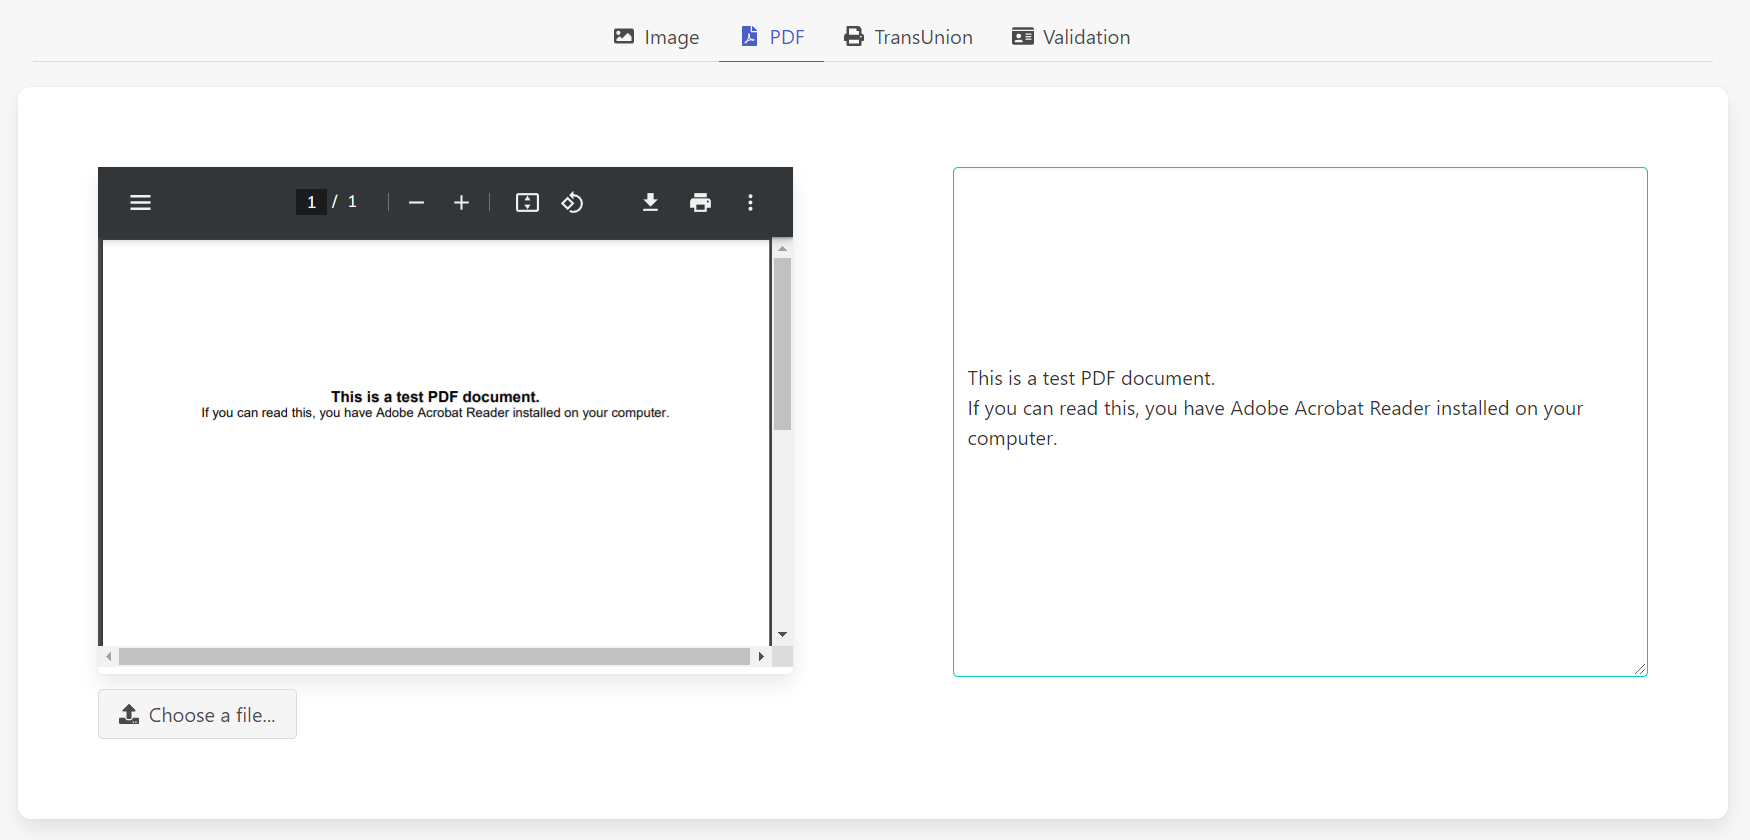 Image PDF TransUnion Validation
1 / 1
This is a test PDF document.
If you can read this, you have Adobe Acrobat Reader installed on your computer.
Choose a file...
This is a test PDF document.
If you can read this, you have Adobe Acrobat Reader installed on your
computer.